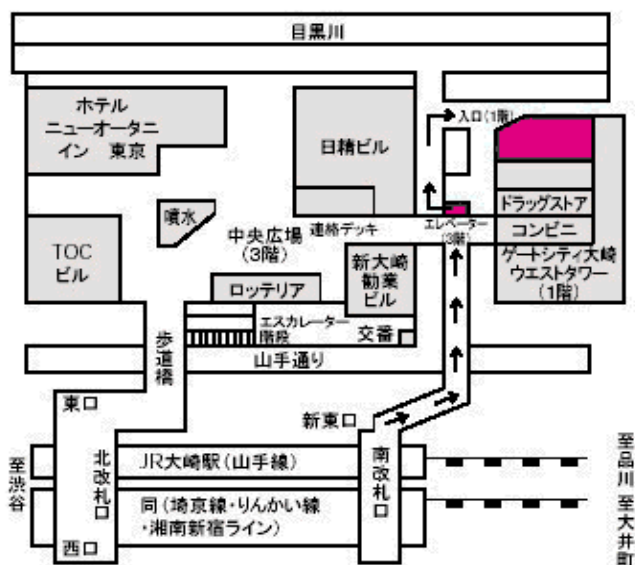 目黒川
ホテル
ニューオータニ
イン　東京
日精ビル
入口(1階)
ドラッグストア
コンビニ
ゲートシティ大崎
ウエストタワー
(1階)
噴水
TOC
ビル
中央広場
(3階)
連絡デッキ
エレベーター
(3階)
新大崎
勧業
ビル
ロッテリア
エスカレーター
階段
交番
歩道橋
山手通り
東口
新東口
北改札口
南改札口
JR大崎駅(山手線)
同(埼京線・りんかい線
・湘南新宿ライン)
西口
至渋谷
至品川
至大井町